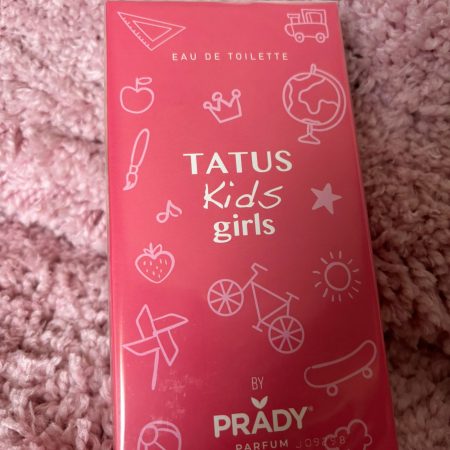 EAU DE TOILETTE
TATUS
Kids
girls
BY
PRADY®
PARFUM